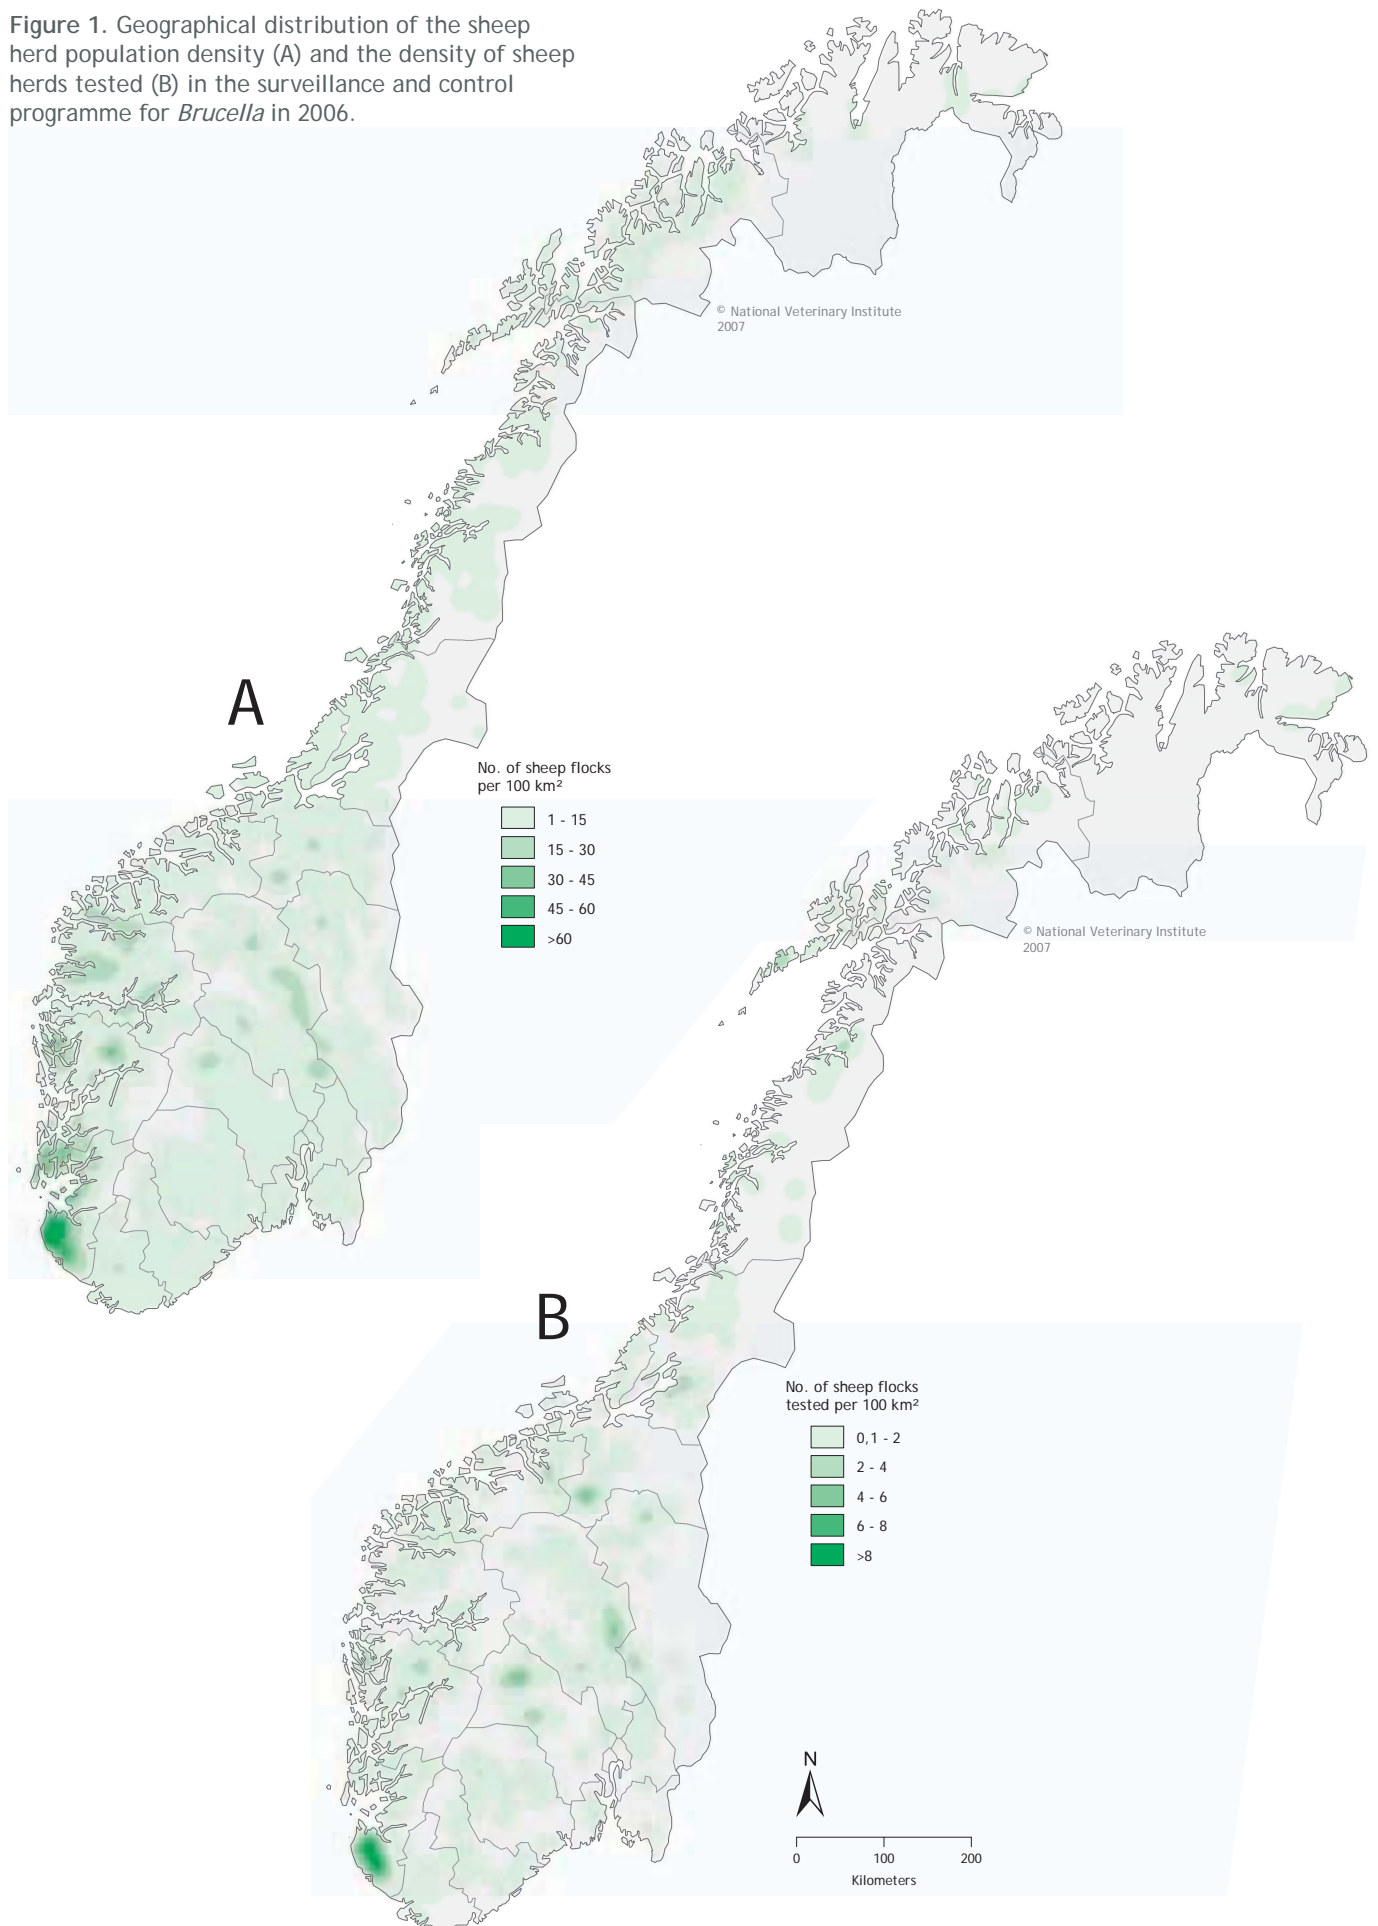 Figure 1. Geographical distribution of the sheep
herd population density (A) and the density of sheep
herds tested (B) in the surveillance and control
programme for Brucella in 2006.
© National Veterinary Institute
2007
A
No. of sheep flocks
per 100 km²
1 - 15
15 - 30
30 - 45
45 - 60
>60
© National Veterinary Institute
2007
B
No. of sheep flocks
tested per 100 km²
0,1 - 2
2 - 4
4 - 6
6 - 8
>8
N
0 100 200
Kilometers